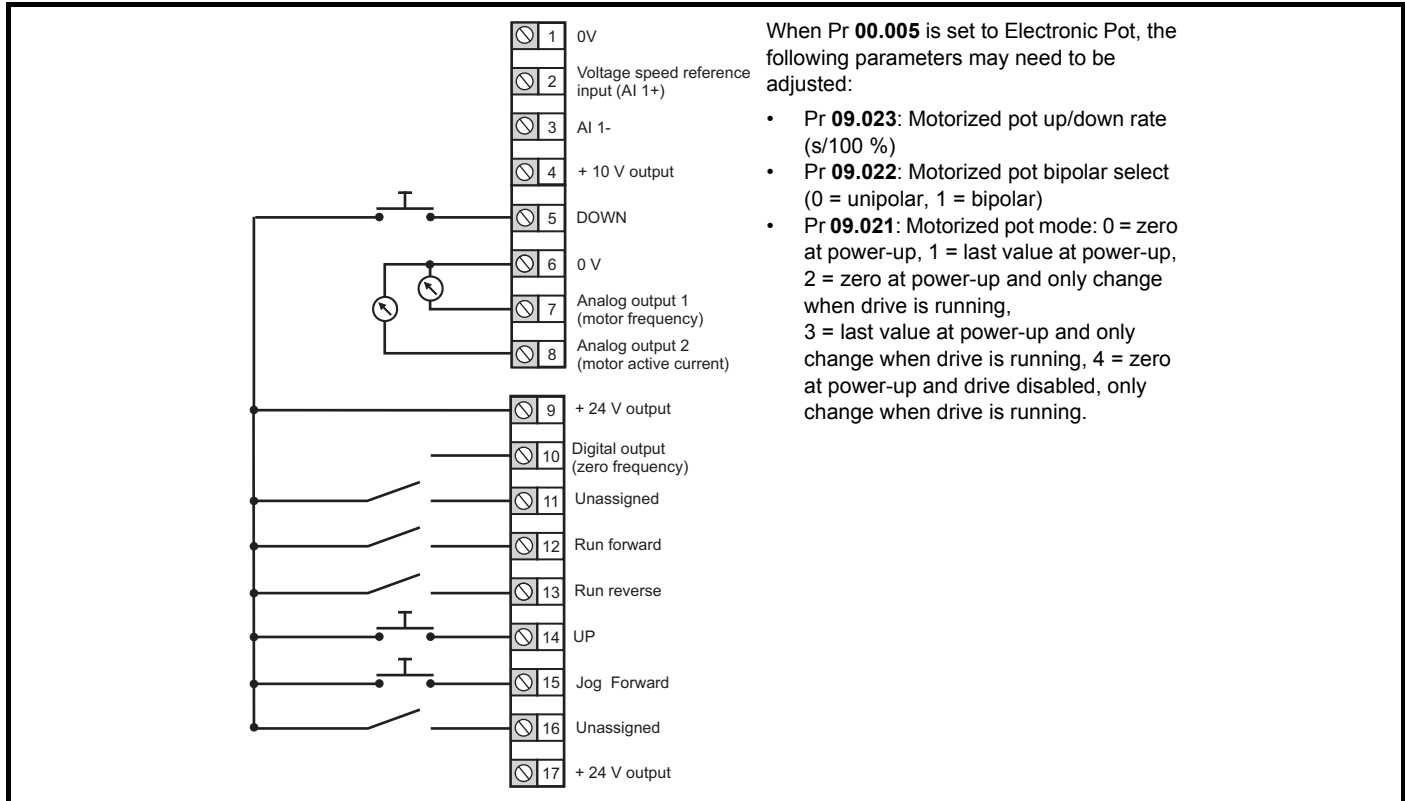 1 0V
2 Voltage speed reference
input (AI 1+)
3 AI 1-
4 + 10 V output
5 DOWN
6 0 V
7 Analog output 1
(motor frequency)
8 Analog output 2
(motor active current)
9 + 24 V output
10 Digital output
(zero frequency)
11 Unassigned
12 Run forward
13 Run reverse
14 UP
15 Jog Forward
16 Unassigned
17 + 24 V output
When Pr 00.005 is set to Electronic Pot, the
following parameters may need to be
adjusted:
• Pr 09.023: Motorized pot up/down rate
(s/100 %)
• Pr 09.022: Motorized pot bipolar select
(0 = unipolar, 1 = bipolar)
• Pr 09.021: Motorized pot mode: 0 = zero
at power-up, 1 = last value at power-up,
2 = zero at power-up and only change
when drive is running,
3 = last value at power-up and only
change when drive is running, 4 = zero
at power-up and drive disabled, only
change when drive is running.